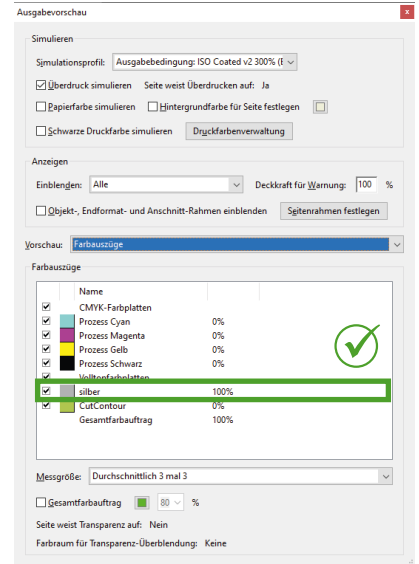 Ausgabevorschau
x
Simulieren
Simulationsprofil: Ausgabebedingung: ISO Coated v2 300% (E
Überdruck simulieren Seite weist Überdrucken auf: Ja
Papierfarbe simulieren Hintergrundfarbe für Seite festlegen
Schwarze Druckfarbe simulieren Druckfarbenverwaltung
Anzeigen
Einblenden: Alle Deckkraft für Warnung: 100 %
Objekt-, Endformat- und Anschnitt-Rahmen einblenden Seitenrahmen festlegen
Vorschau: Farbauszüge
Farbauszüge
Name
CMYK-Farbplatten
Prozess Cyan 0%
Prozess Magenta 0%
Prozess Gelb 0%
Prozess Schwarz 0%
Volltonfarbplatten
silber 100%
CutContour 0%
Gesamtfarbauftrag 100%
Messgröße: Durchschnittlich 3 mal 3
Gesamtfarbauftrag 80 %
Seite weist Transparenz auf: Nein
Farbraum für Transparenz-Überblendung: Keine